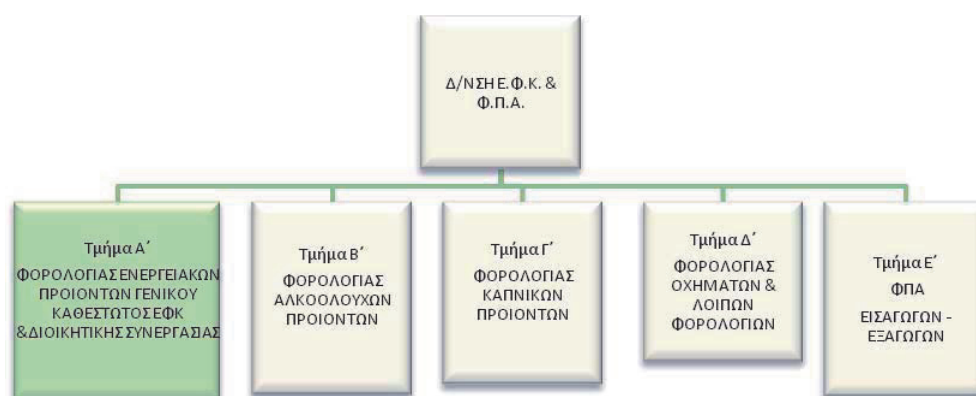 Δ/ΝΣΗ Ε.Φ.Κ. &
Φ.Π.Α.
Τμήμα Α΄
ΦΟΡΟΛΟΓΙΑΣ ΕΝΕΡΓΕΙΑΚΩΝ
ΠΡΟΙΟΝΤΩΝ ΓΕΝΙΚΟΥ
ΚΑΘΕΣΤΩΤΟΣ ΕΦΚ
& ΔΙΟΙΚΗΤΙΚΗΣ ΣΥΝΕΡΓΑΣΙΑΣ
Τμήμα Β΄
ΦΟΡΟΛΟΓΙΑΣ
ΑΛΚΟΟΛΟΥΧΩΝ
ΠΡΟΙΟΝΤΩΝ
Τμήμα Γ΄
ΦΟΡΟΛΟΓΙΑΣ
ΚΑΠΝΙΚΩΝ
ΠΡΟΙΟΝΤΩΝ
Τμήμα Δ΄
ΦΟΡΟΛΟΓΙΑΣ
ΟΧΗΜΑΤΩΝ &
ΛΟΙΠΩΝ
ΦΟΡΟΛΟΓΙΩΝ
Τμήμα Ε΄
ΦΠΑ
ΕΙΣΑΓΩΓΩΝ -
ΕΞΑΓΩΓΩΝ